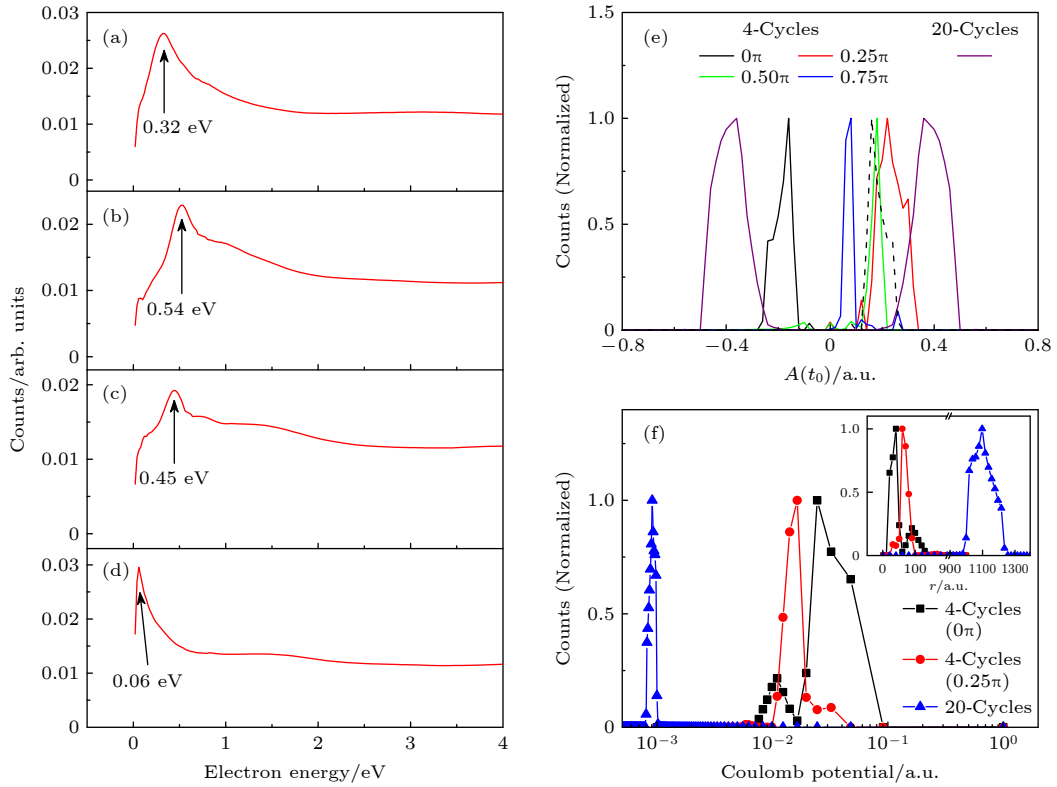 Counts/arb. units
0.03
0.02
0.01
0
(a)
0.32 eV
0.02
0.01
0
(b)
0.54 eV
0.02
0.01
0
(c)
0.45 eV
0.03
0.02
0.01
0
(d)
0.06 eV
0 1 2 3 4
Electron energy/eV
(e)
4-Cycles 20-Cycles
0π 0.25π
0.50π 0.75π
Counts (Normalized)
1.5
1.0
0.5
0
−0.8 −0.4 0 0.4 0.8
A(t₀)/a.u.
(f)
Counts (Normalized)
1.0
0.5
0
10⁻³ 10⁻² 10⁻¹ 10⁰
Coulomb potential/a.u.
1.0
0.5
0
0 100 900 1100 1300
r/a.u.
4-Cycles
(0π)
4-Cycles
(0.25π)
20-Cycles